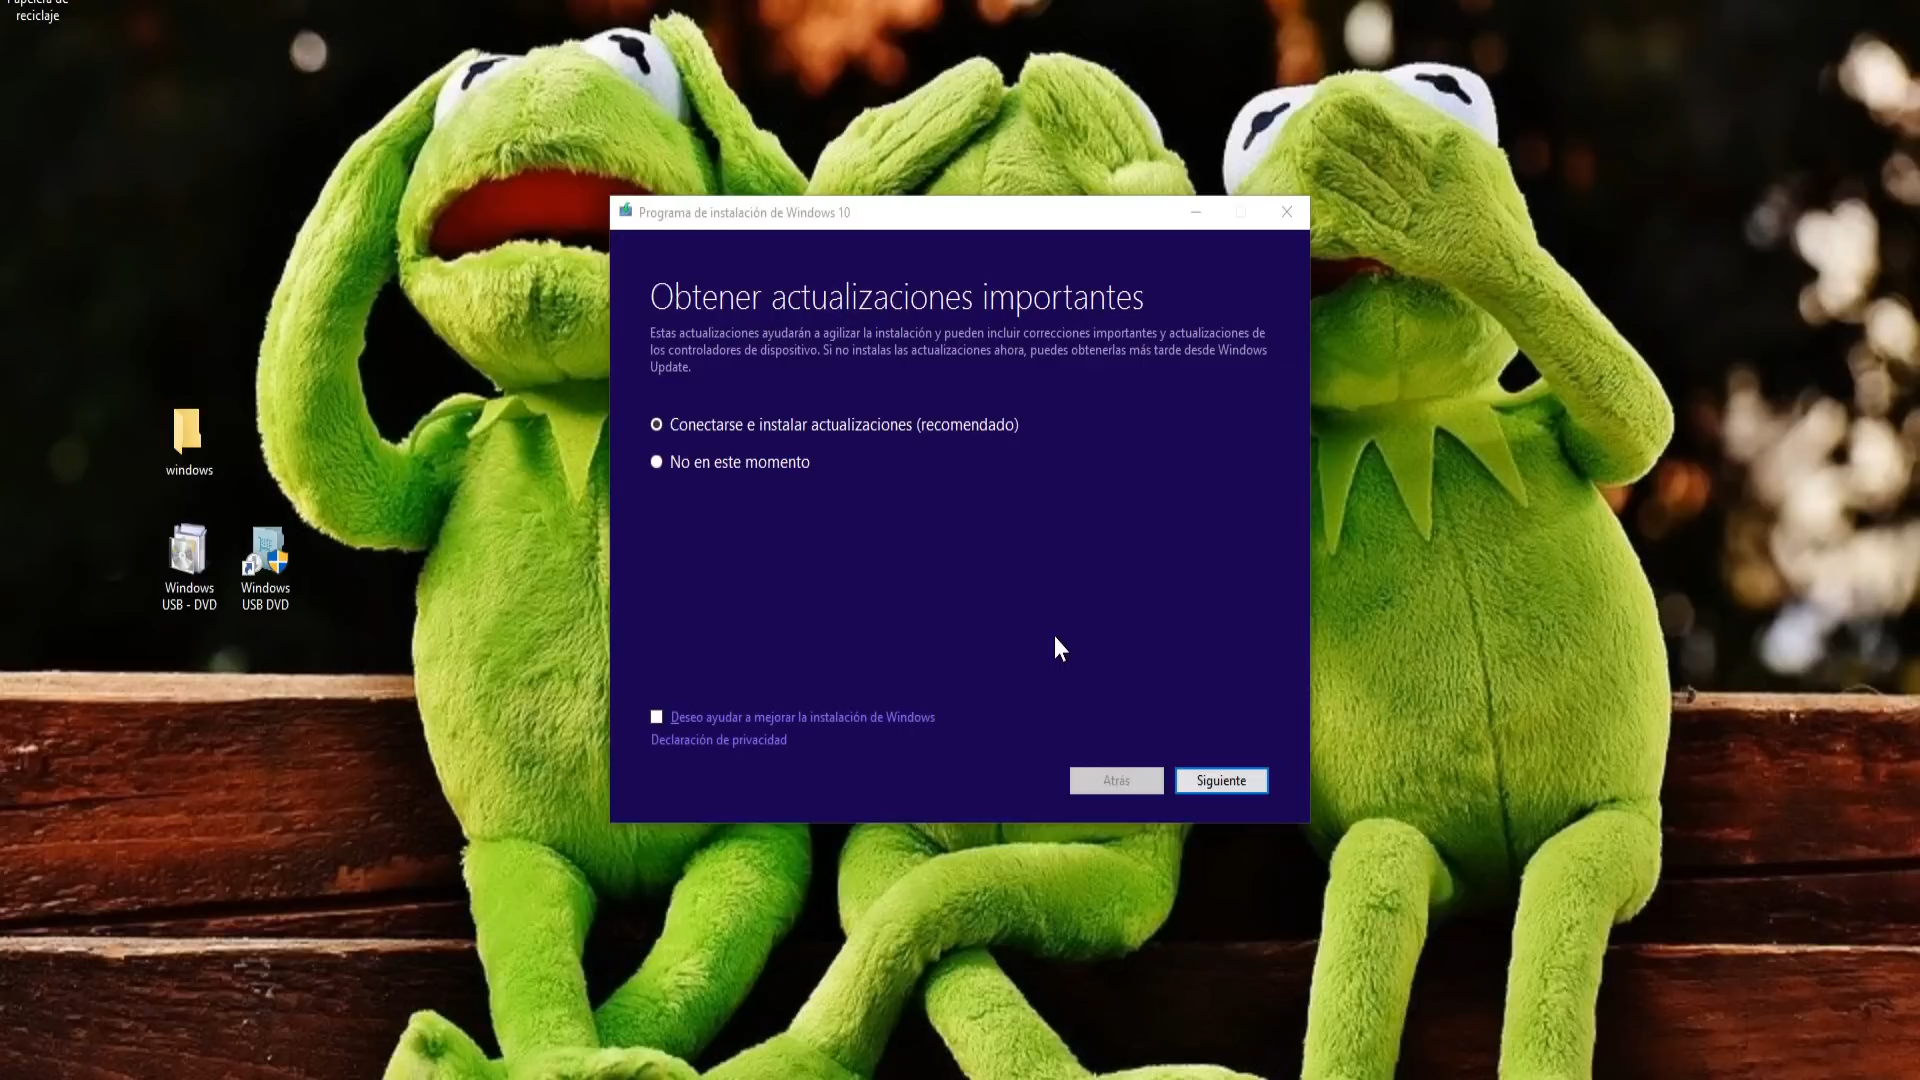 reciclaje
Programa de instalación de Windows 10
Obtener actualizaciones importantes
Estas actualizaciones ayudarán a agilizar la instalación y pueden incluir correcciones importantes y actualizaciones de
los controladores de dispositivo. Si no instalas las actualizaciones ahora, puedes obtenerlas más tarde desde Windows
Update.
Conectarse e instalar actualizaciones (recomendado)
No en este momento
windows
Windows
USB - DVD
Windows
USB DVD
Deseo ayudar a mejorar la instalación de Windows
Declaración de privacidad
Atrás
Siguiente